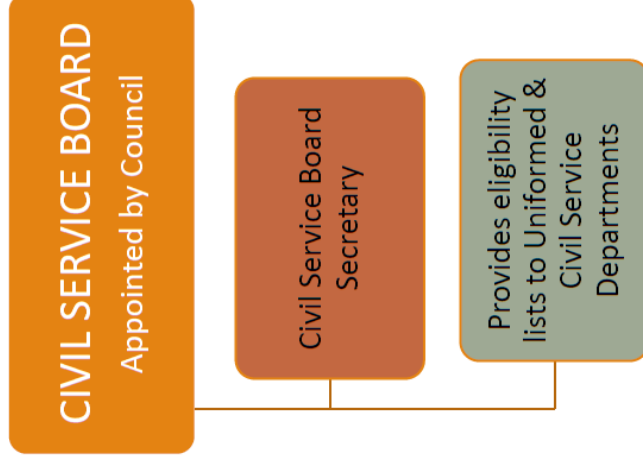 CIVIL SERVICE BOARD
Appointed by Council
Civil Service Board
Secretary
Provides eligibility
lists to Uniformed &
Civil Service
Departments